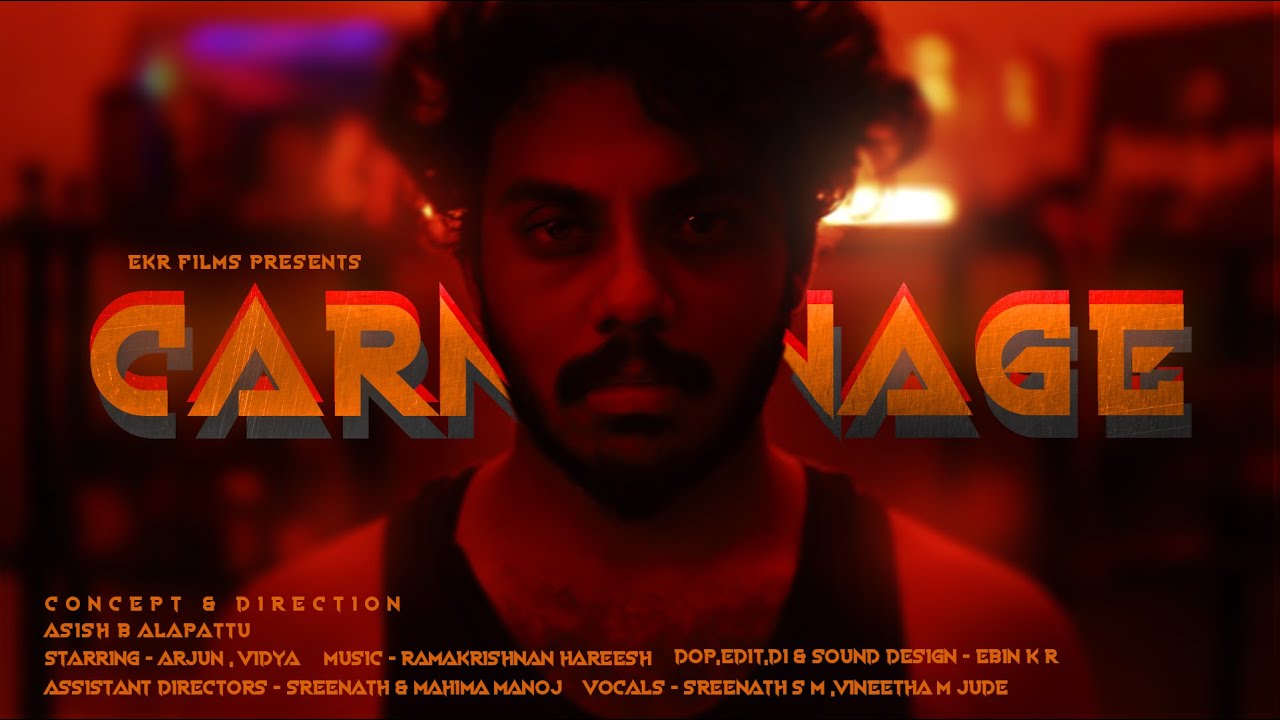 EKR FILMS PRESENTS
CARNAGE
CONCEPT & DIRECTION
ASISH B ALAPATTU
STARRING - ARJUN , VIDYA MUSIC - RAMAKRISHNAN HAREESH DOP,EDIT,DI & SOUND DESIGN - EBIN K R
ASSISTANT DIRECTORS - SREENATH & MAHIMA MANOJ VOCALS - SREENATH S M ,VINEETHA M JUDE